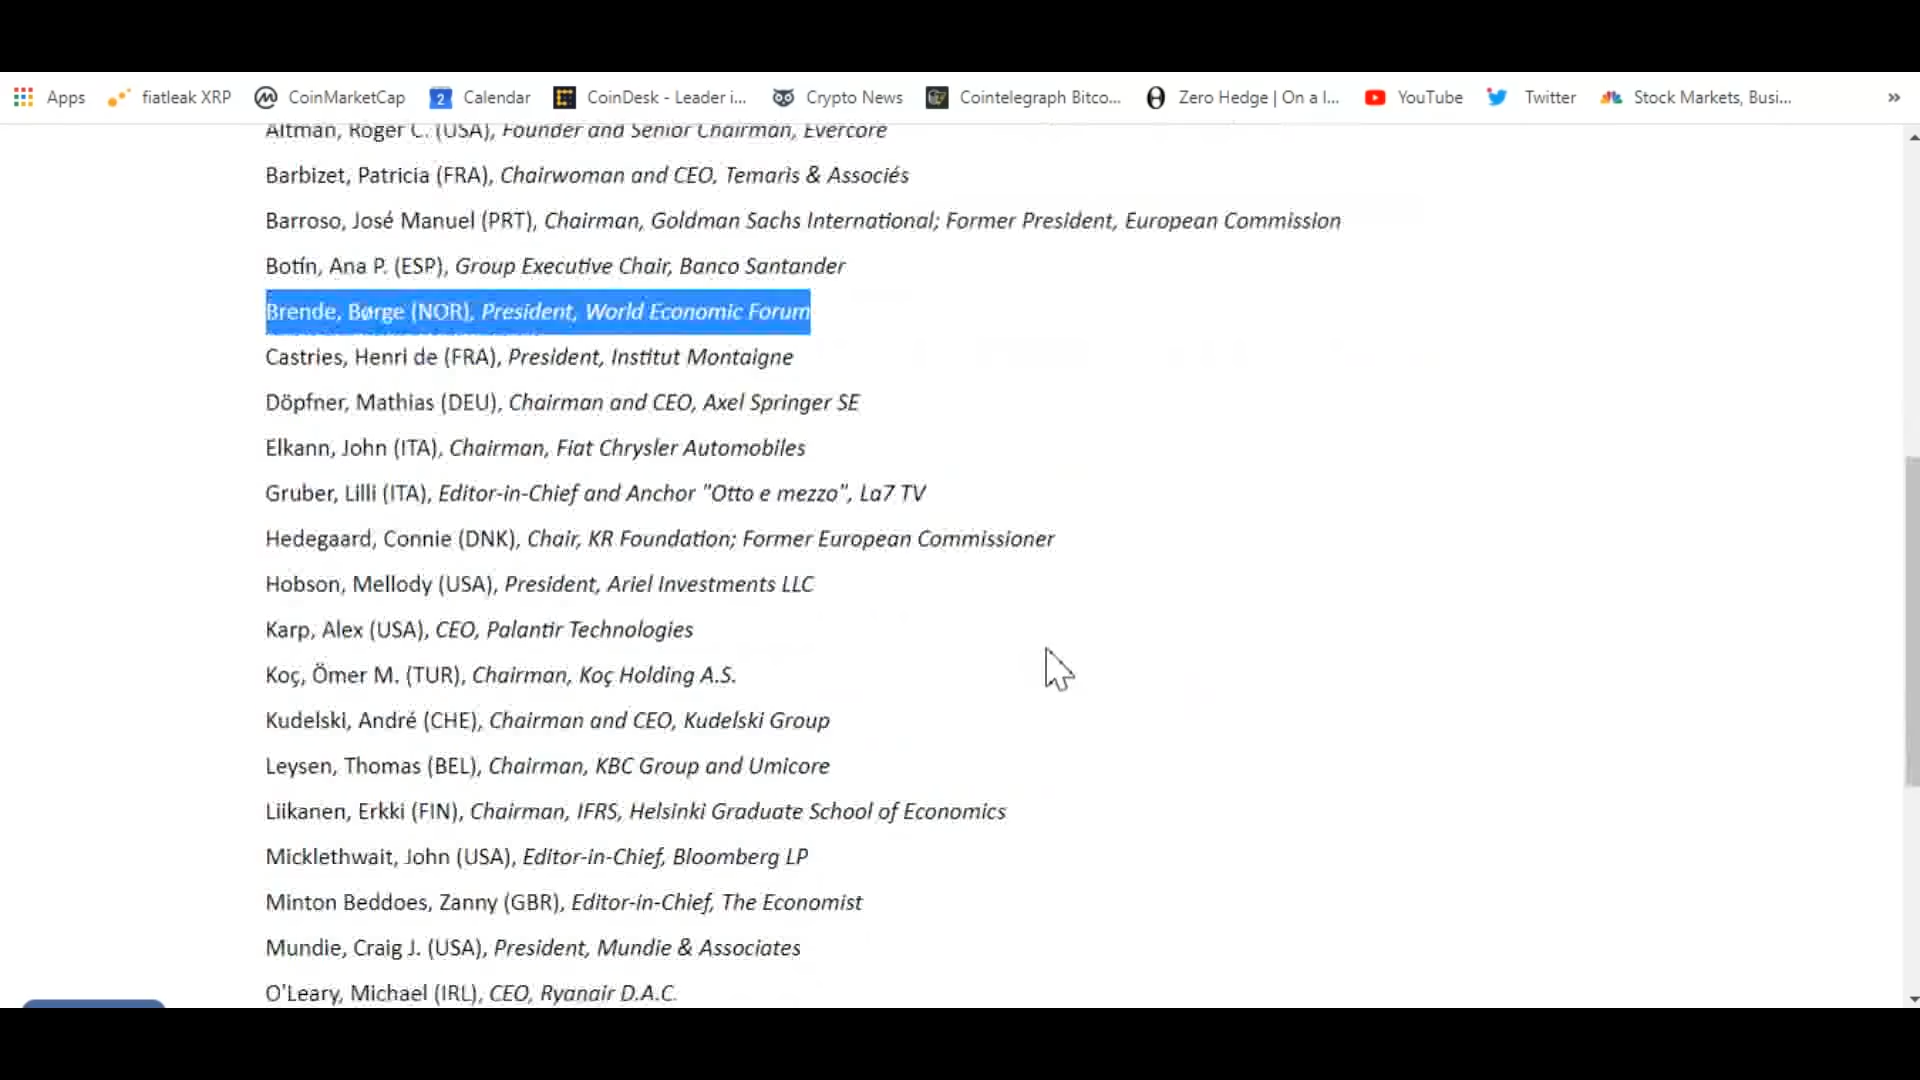 Apps fiatleak XRP CoinMarketCap 2 Calendar CoinDesk - Leader i... Crypto News Cointelegraph Bitco... Zero Hedge | On a l... YouTube Twitter Stock Markets, Busi... »
Altman, Roger C. (USA), Founder and Senior Chairman, Evercore
Barbizet, Patricia (FRA), Chairwoman and CEO, Temaris & Associés
Barroso, José Manuel (PRT), Chairman, Goldman Sachs International; Former President, European Commission
Botín, Ana P. (ESP), Group Executive Chair, Banco Santander
Brende, Børge (NOR), President, World Economic Forum
Castries, Henri de (FRA), President, Institut Montaigne
Döpfner, Mathias (DEU), Chairman and CEO, Axel Springer SE
Elkann, John (ITA), Chairman, Fiat Chrysler Automobiles
Gruber, Lilli (ITA), Editor-in-Chief and Anchor "Otto e mezzo", La7 TV
Hedegaard, Connie (DNK), Chair, KR Foundation; Former European Commissioner
Hobson, Mellody (USA), President, Ariel Investments LLC
Karp, Alex (USA), CEO, Palantir Technologies
Koç, Ömer M. (TUR), Chairman, Koç Holding A.S.
Kudelski, André (CHE), Chairman and CEO, Kudelski Group
Leysen, Thomas (BEL), Chairman, KBC Group and Umicore
Liikanen, Erkki (FIN), Chairman, IFRS, Helsinki Graduate School of Economics
Micklethwait, John (USA), Editor-in-Chief, Bloomberg LP
Minton Beddoes, Zanny (GBR), Editor-in-Chief, The Economist
Mundie, Craig J. (USA), President, Mundie & Associates
O'Leary, Michael (IRL), CEO, Ryanair D.A.C.